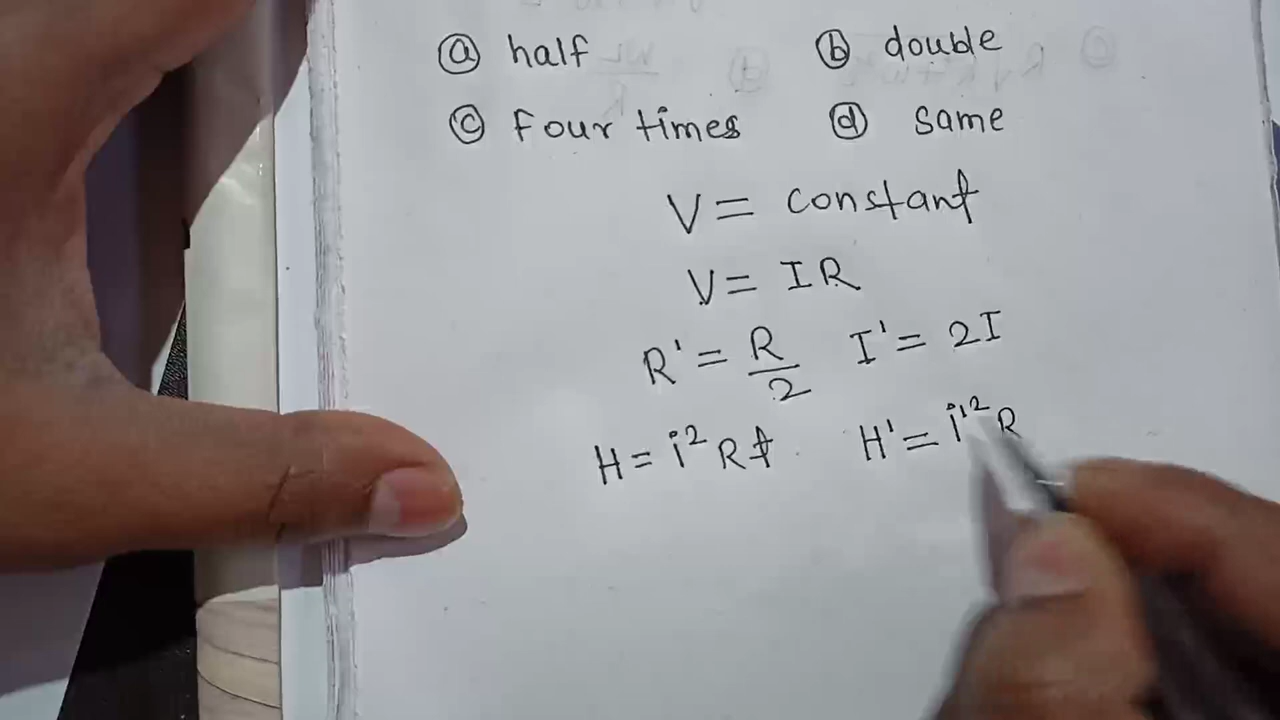 ⓐ half ⓑ double
ⓒ four times ⓓ same
V = constant
V = IR
R' = R/2 I' = 2I
H = i²Rt H' = i'²R